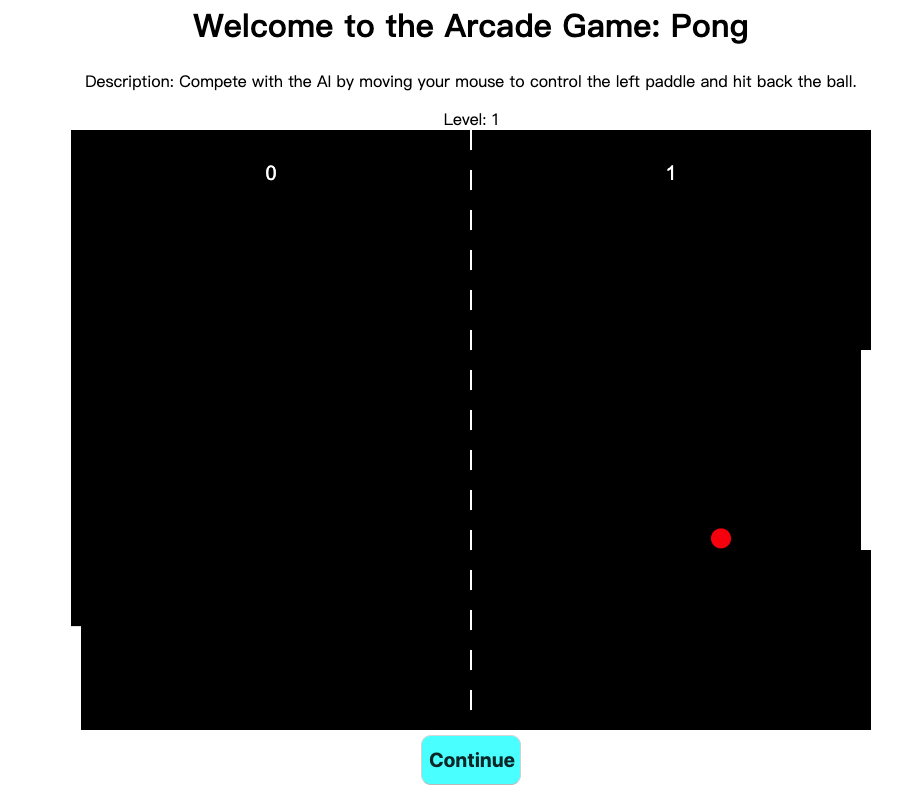 Welcome to the Arcade Game: Pong
Description: Compete with the AI by moving your mouse to control the left paddle and hit back the ball.
Level: 1
0 1
Continue